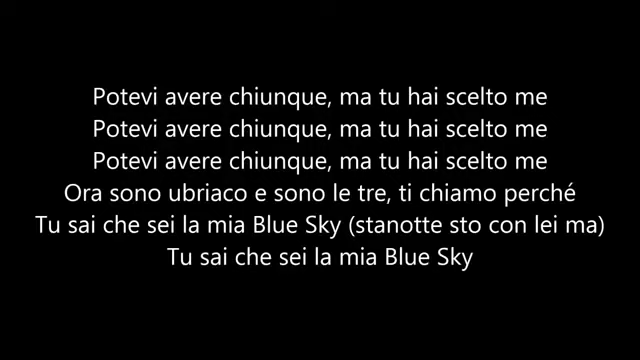 Potevi avere chiunque, ma tu hai scelto me
Potevi avere chiunque, ma tu hai scelto me
Potevi avere chiunque, ma tu hai scelto me
Ora sono ubriaco e sono le tre, ti chiamo perché
Tu sai che sei la mia Blue Sky (stanotte sto con lei ma)
Tu sai che sei la mia Blue Sky